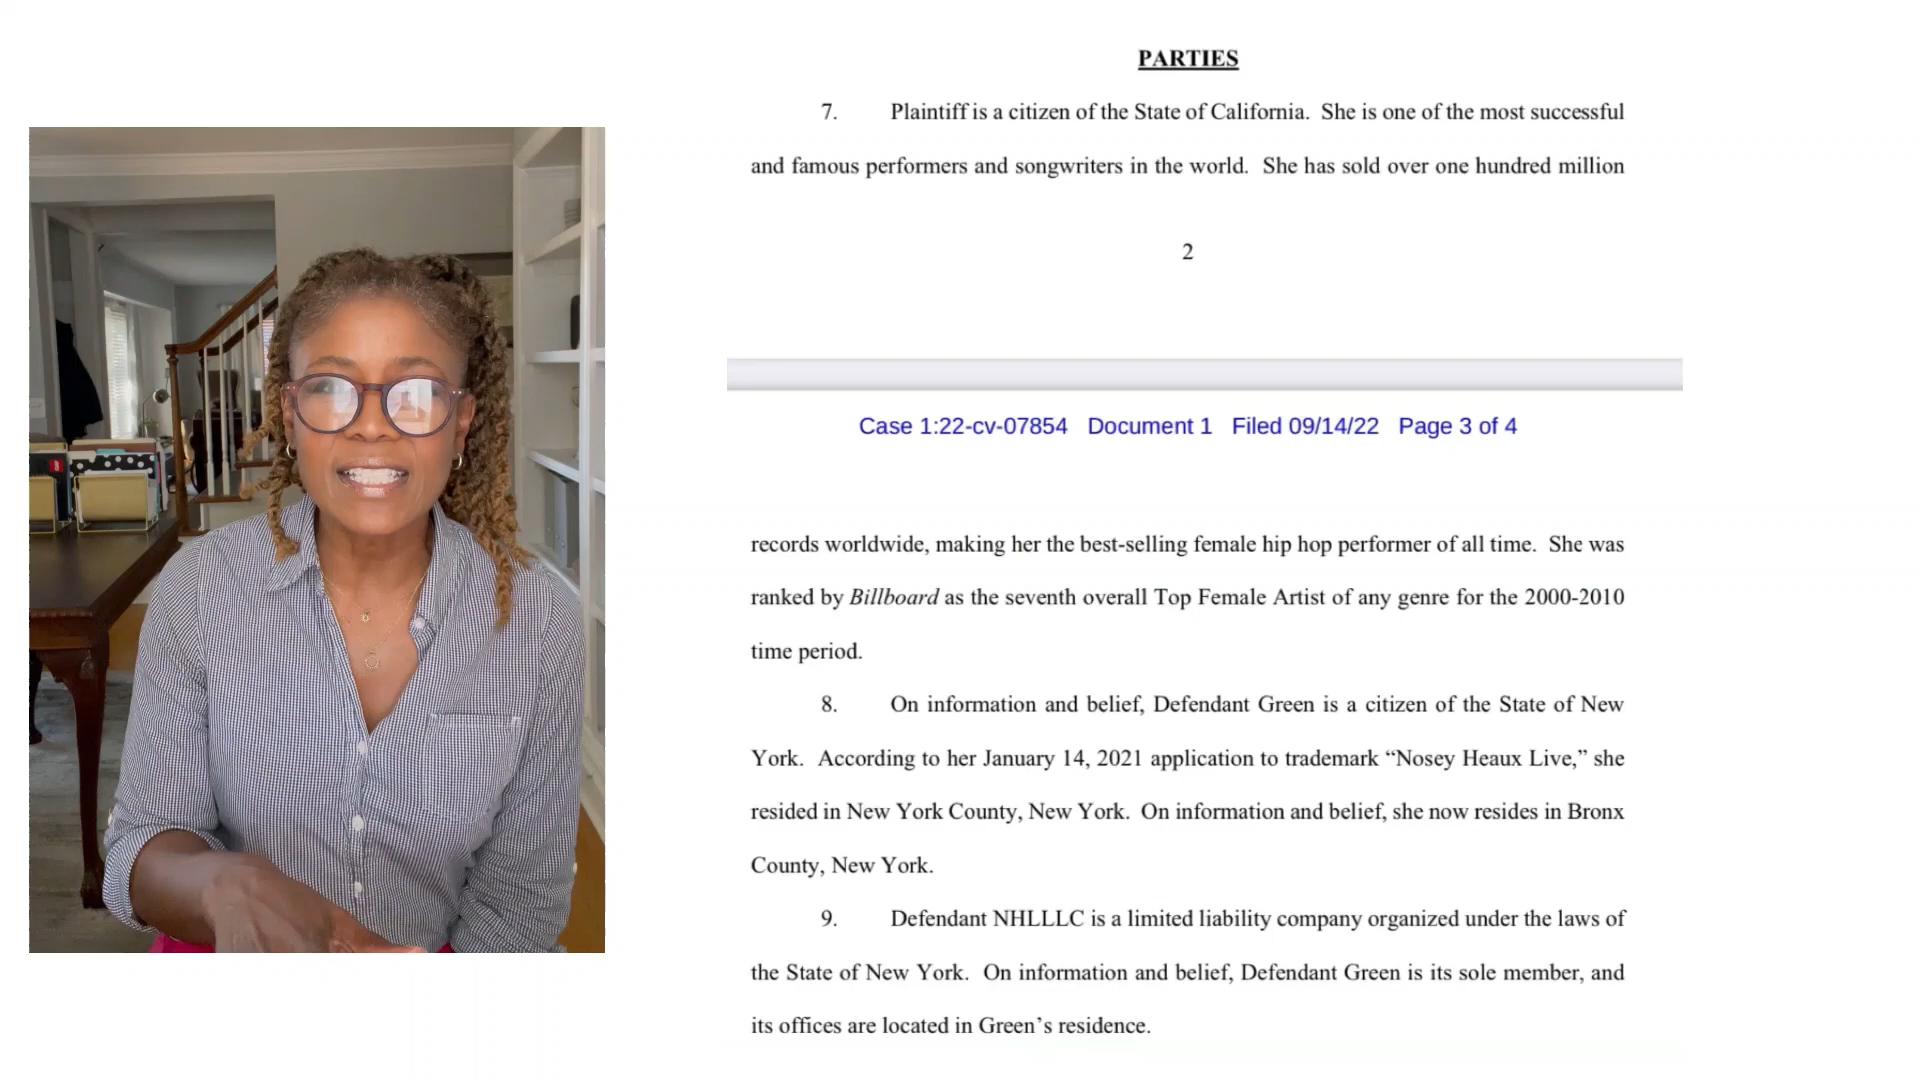 PARTIES
7. Plaintiff is a citizen of the State of California. She is one of the most successful
and famous performers and songwriters in the world. She has sold over one hundred million
2
Case 1:22-cv-07854 Document 1 Filed 09/14/22 Page 3 of 4
records worldwide, making her the best-selling female hip hop performer of all time. She was
ranked by Billboard as the seventh overall Top Female Artist of any genre for the 2000-2010
time period.
8. On information and belief, Defendant Green is a citizen of the State of New
York. According to her January 14, 2021 application to trademark “Nosey Heaux Live,” she
resided in New York County, New York. On information and belief, she now resides in Bronx
County, New York.
9. Defendant NHLLLC is a limited liability company organized under the laws of
the State of New York. On information and belief, Defendant Green is its sole member, and
its offices are located in Green’s residence.